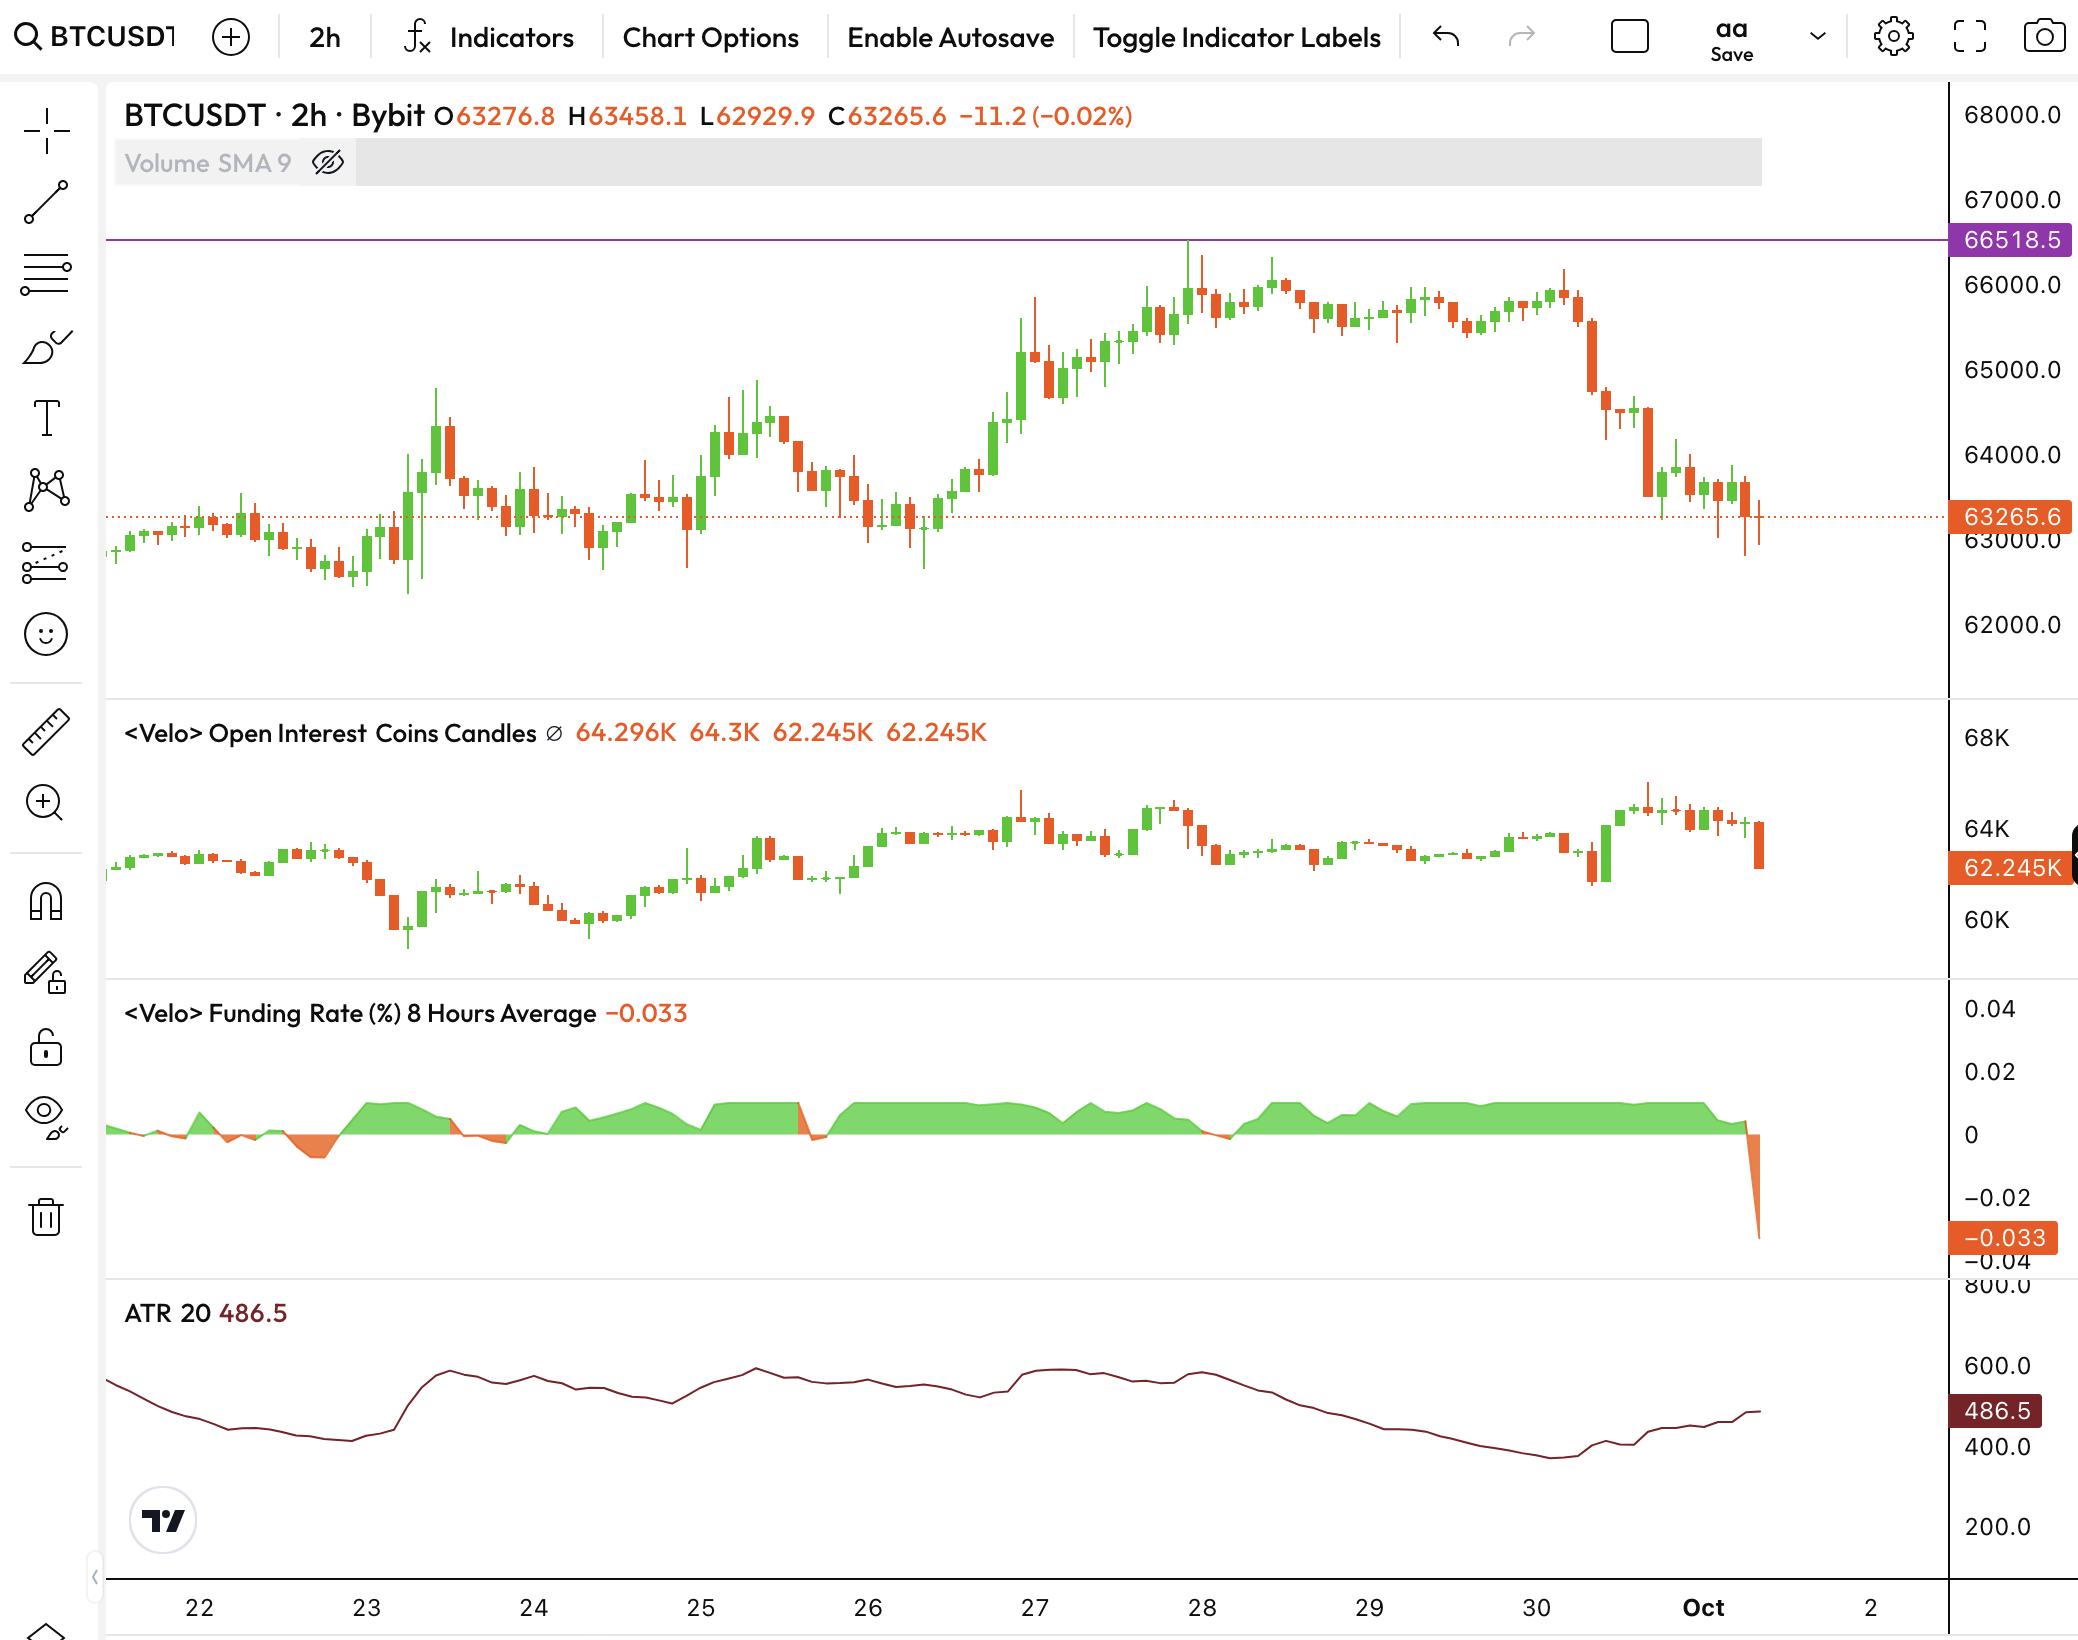 BTCUSDT 2h Indicators Chart Options Enable Autosave Toggle Indicator Labels aa
Save
BTCUSDT · 2h · Bybit O63276.8 H63458.1 L62929.9 C63265.6 −11.2 (−0.02%)
Volume SMA 9
68000.0
67000.0
66518.5
66000.0
65000.0
64000.0
63265.6
63000.0
62000.0
<Velo> Open Interest Coins Candles ∅ 64.296K 64.3K 62.245K 62.245K
68K
64K
62.245K
60K
<Velo> Funding Rate (%) 8 Hours Average −0.033
0.04
0.02
0
−0.02
−0.033
−0.04
800.0
ATR 20 486.5
600.0
486.5
400.0
200.0
22 23 24 25 26 27 28 29 30 Oct 2